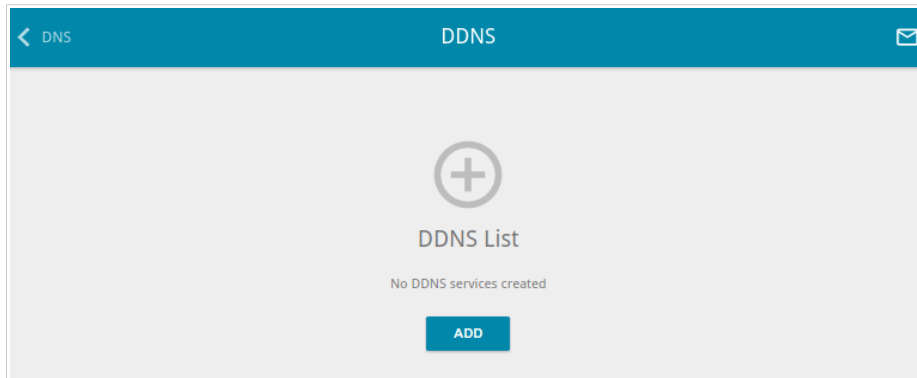 DNS
DDNS
DDNS List
No DDNS services created
ADD